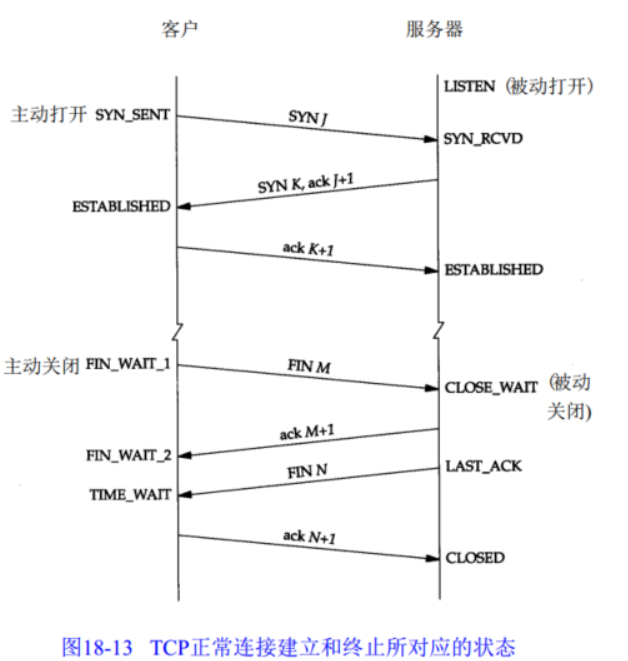 客户 服务器
LISTEN (被动打开)
主动打开 SYN_SENT
SYN J
SYN_RCVD
SYN K, ack J+1
ESTABLISHED
ack K+1
ESTABLISHED
主动关闭 FIN_WAIT_1
FIN M
CLOSE_WAIT (被动
关闭)
ack M+1
FIN_WAIT_2
FIN N
LAST_ACK
TIME_WAIT
ack N+1
CLOSED
图18-13 TCP正常连接建立和终止所对应的状态